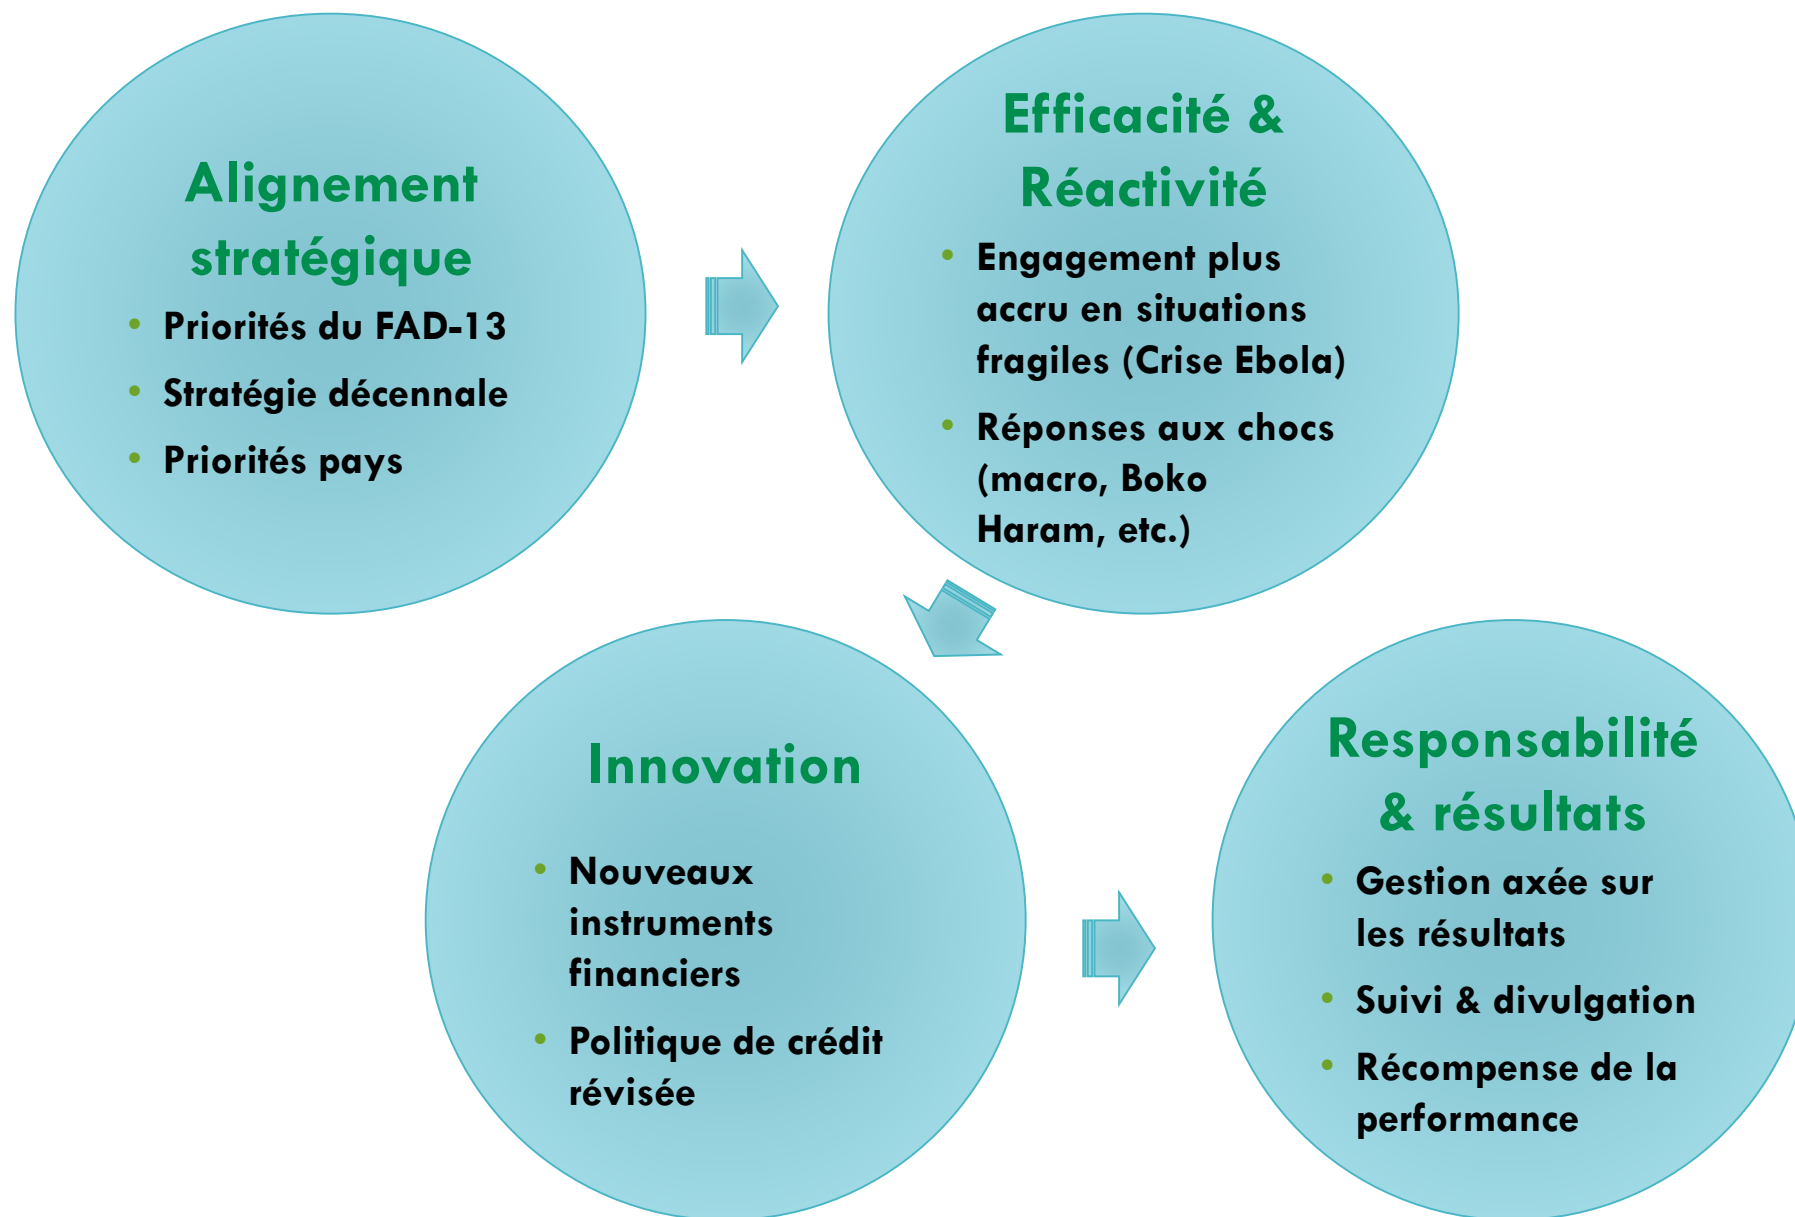 Alignement
stratégique
• Priorités du FAD-13
• Stratégie décennale
• Priorités pays
Efficacité &
Réactivité
• Engagement plus
accru en situations
fragiles (Crise Ebola)
• Réponses aux chocs
(macro, Boko
Haram, etc.)
Innovation
• Nouveaux
instruments
financiers
• Politique de crédit
révisée
Responsabilité
& résultats
• Gestion axée sur
les résultats
• Suivi & divulgation
• Récompense de la
performance